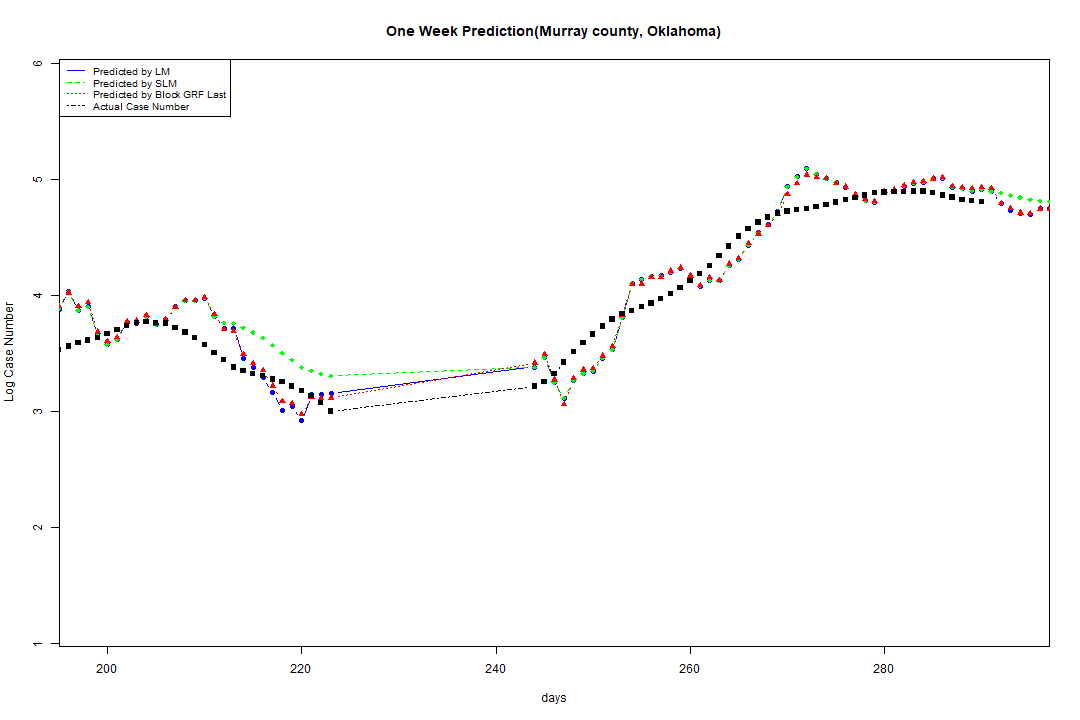 One Week Prediction(Murray county, Oklahoma)
Predicted by LM
Predicted by SLM
Predicted by Block GRF Last
Actual Case Number
6
5
4
3
2
1
Log Case Number
200 220 240 260 280
days